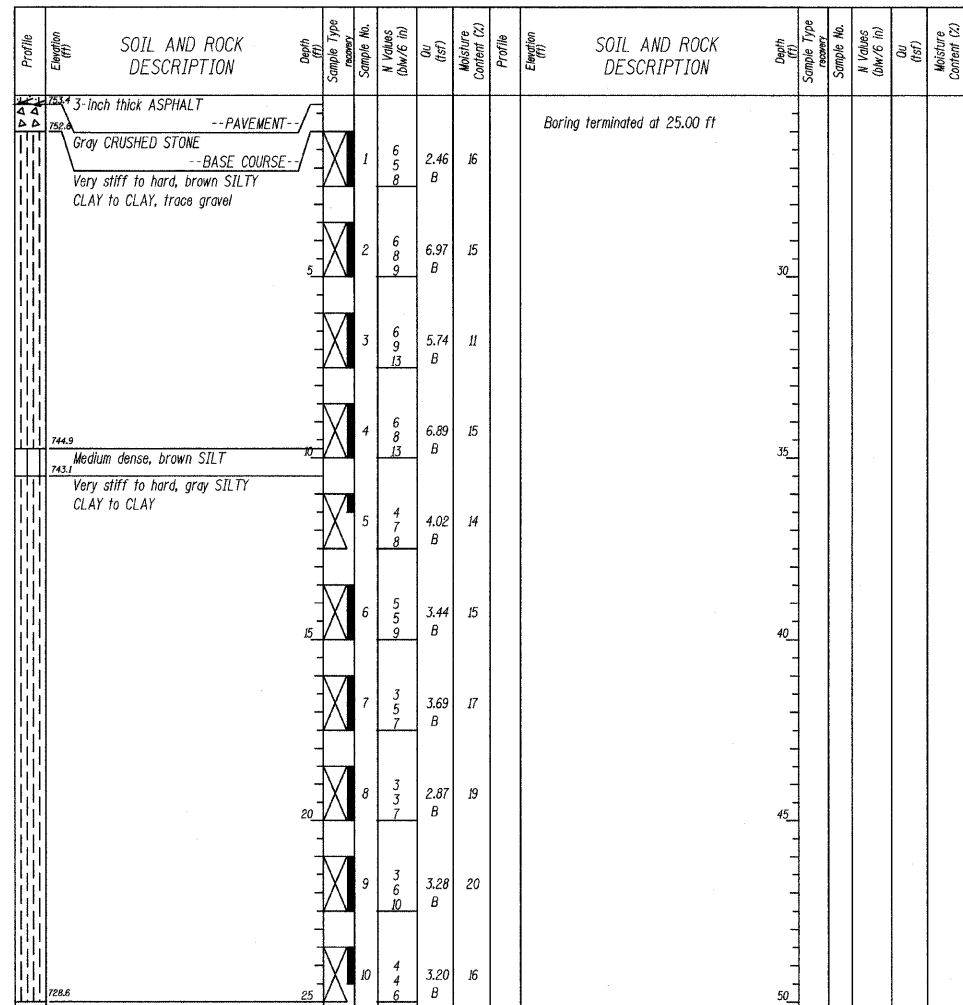 Profile
Elevation (ft)
SOIL AND ROCK
DESCRIPTION
Depth (ft)
Sample Type
recovery
Sample No.
N Values
(blw/6 in)
Qu
(tsf)
Moisture
Content (%)
Profile
Elevation (ft)
SOIL AND ROCK
DESCRIPTION
Depth (ft)
Sample Type
recovery
Sample No.
N Values
(blw/6 in)
Qu
(tsf)
Moisture
Content (%)
753.4 3-inch thick ASPHALT
--PAVEMENT--
752.6
Gray CRUSHED STONE
--BASE COURSE--
Very stiff to hard, brown SILTY
CLAY to CLAY, trace gravel
1 6 5 8 2.46 B 16
Boring terminated at 25.00 ft
5 2 6 8 9 6.97 B 15
30
3 6 9 13 5.74 B 11
744.9
10 4 6 8 13 6.89 B 15
35
Medium dense, brown SILT
743.1
Very stiff to hard, gray SILTY
CLAY to CLAY
5 4 7 8 4.02 B 14
15 6 5 5 9 3.44 B 15
40
7 3 5 7 3.69 B 17
20 8 3 3 7 2.87 B 19
45
9 3 6 10 3.28 B 20
728.6 25 10 4 4 6 3.20 B 16
50